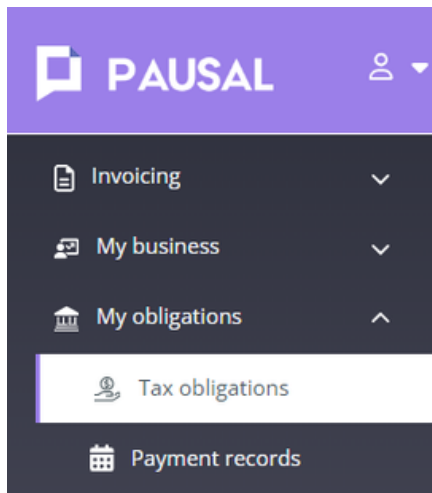 PAUSAL
Invoicing
My business
My obligations
Tax obligations
Payment records